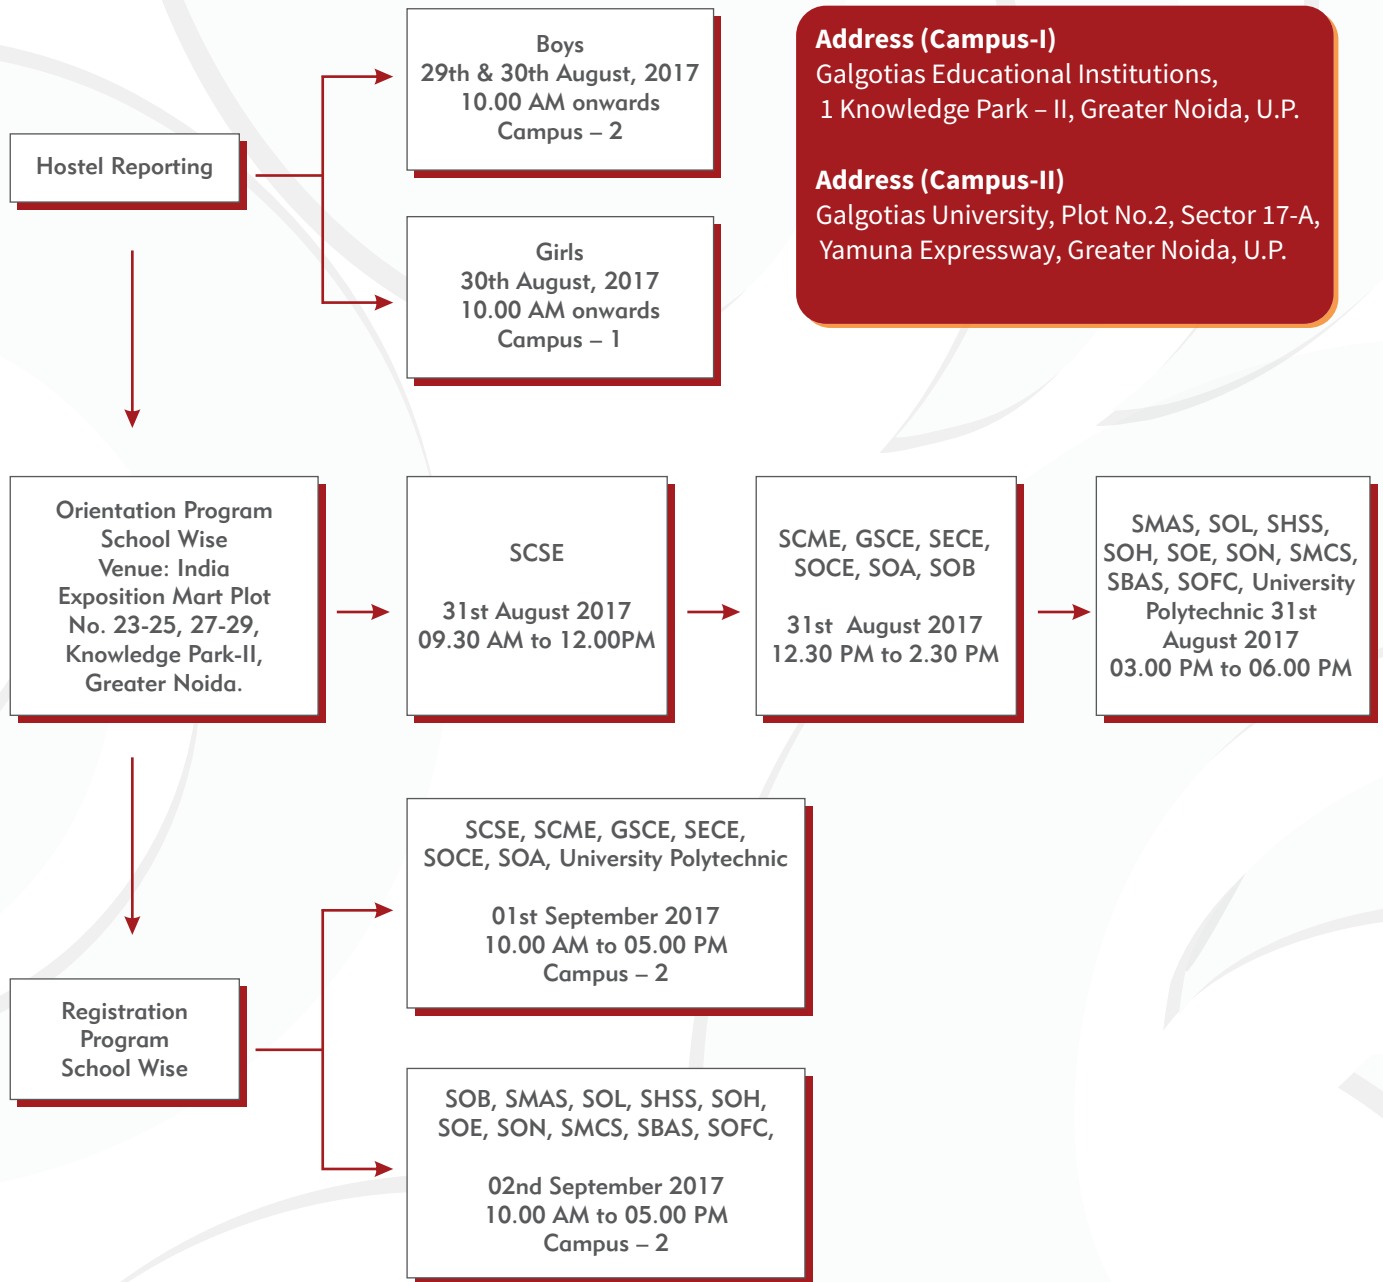 Boys
29th & 30th August, 2017
10.00 AM onwards
Campus – 2
Address (Campus-I)
Galgotias Educational Institutions,
1 Knowledge Park – II, Greater Noida, U.P.
Address (Campus-II)
Galgotias University, Plot No.2, Sector 17-A,
Yamuna Expressway, Greater Noida, U.P.
Hostel Reporting
Girls
30th August, 2017
10.00 AM onwards
Campus – 1
Orientation Program
School Wise
Venue: India
Exposition Mart Plot
No. 23-25, 27-29,
Knowledge Park-II,
Greater Noida.
SCSE
31st August 2017
09.30 AM to 12.00PM
SCME, GSCE, SECE,
SOCE, SOA, SOB
31st August 2017
12.30 PM to 2.30 PM
SMAS, SOL, SHSS,
SOH, SOE, SON, SMCS,
SBAS, SOFC, University
Polytechnic 31st
August 2017
03.00 PM to 06.00 PM
SCSE, SCME, GSCE, SECE,
SOCE, SOA, University Polytechnic
01st September 2017
10.00 AM to 05.00 PM
Campus – 2
Registration
Program
School Wise
SOB, SMAS, SOL, SHSS, SOH,
SOE, SON, SMCS, SBAS, SOFC,
02nd September 2017
10.00 AM to 05.00 PM
Campus – 2